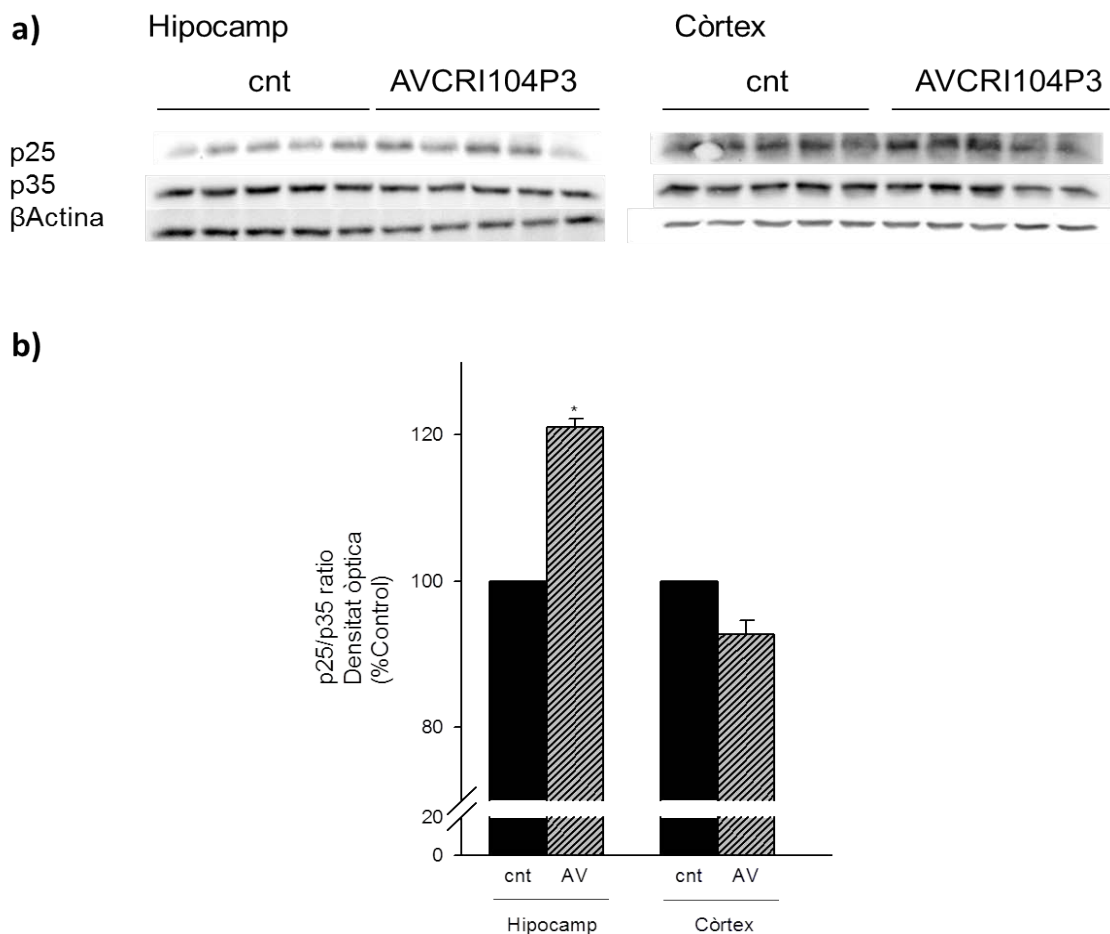 a)
Hipocamp
Còrtex
cnt
AVCRI104P3
cnt
AVCRI104P3
p25
p35
βActina
b)
p25/p35 ratio
Densitat òptica
(%Control)
120
100
80
20
0
*
cnt
AV
cnt
AV
Hipocamp
Còrtex